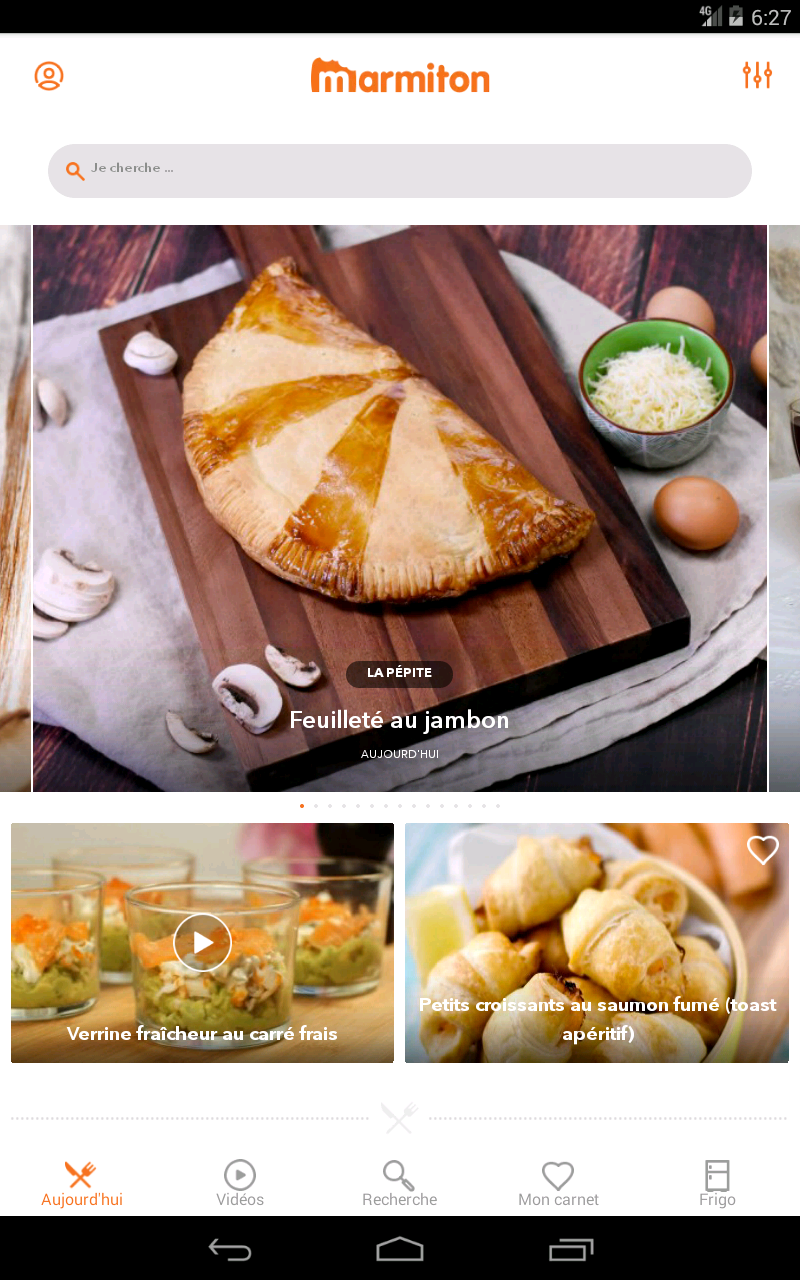 4G 6:27
marmiton
Je cherche ...
LA PÉPITE
Feuilleté au jambon
AUJOURD'HUI
Verrine fraîcheur au carré frais
Petits croissants au saumon fumé (toast
apéritif)
Aujourd'hui
Vidéos
Recherche
Mon carnet
Frigo